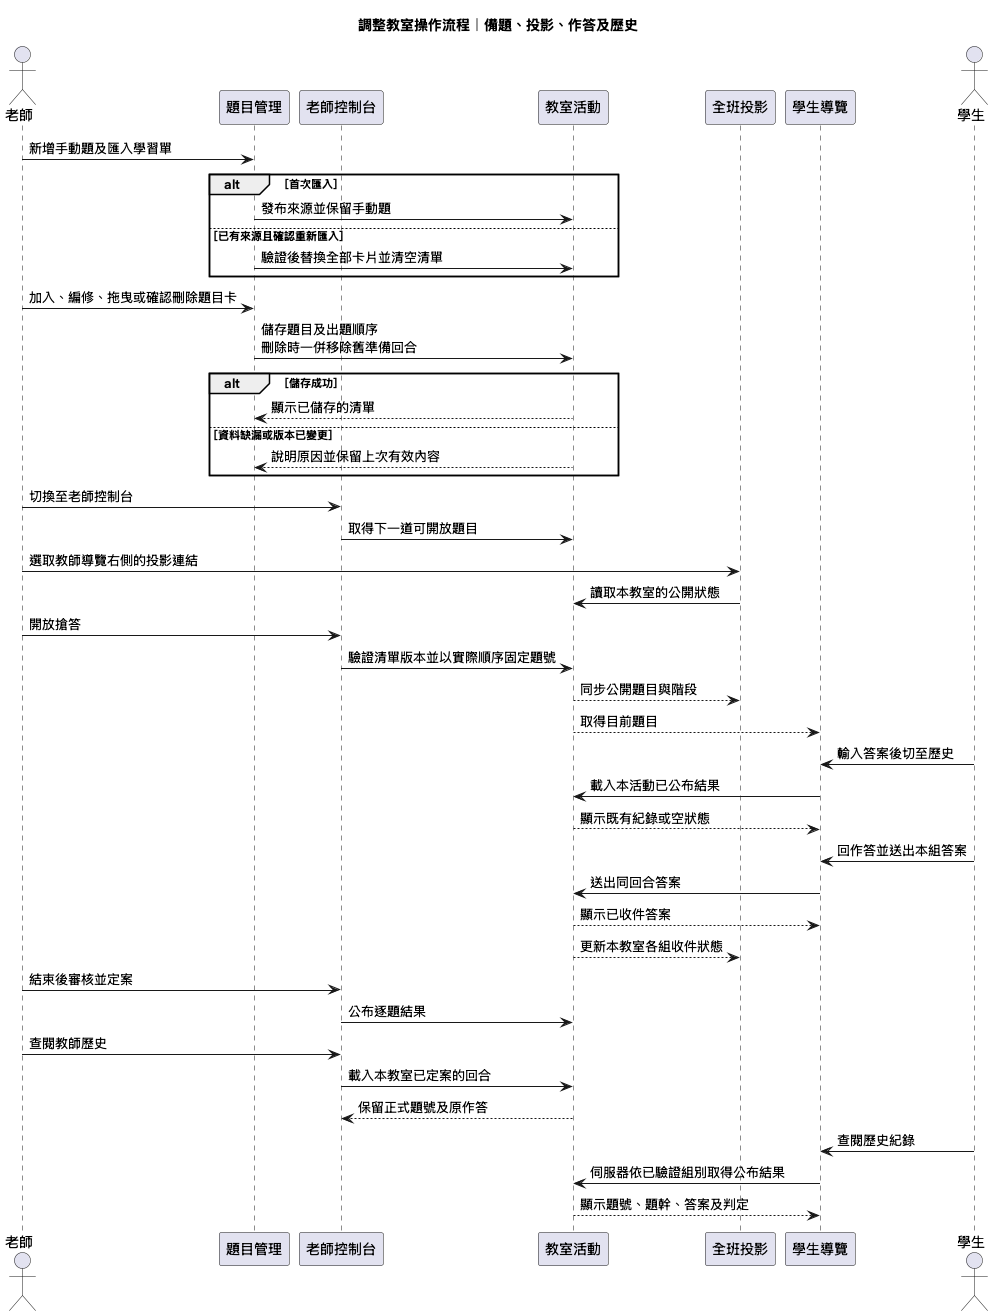 調整教室操作流程｜備題、投影、作答及歷史
老師
題目管理
老師控制台
教室活動
全班投影
學生導覽
學生
新增手動題及匯入學習單
alt [首次匯入]
發布來源並保留手動題
[已有來源且確認重新匯入]
驗證後替換全部卡片並清空清單
加入、編修、拖曳或確認刪除題目卡
儲存題目及出題順序
刪除時一併移除舊準備回合
alt [儲存成功]
顯示已儲存的清單
[資料缺漏或版本已變更]
說明原因並保留上次有效內容
切換至老師控制台
取得下一道可開放題目
選取教師導覽右側的投影連結
讀取本教室的公開狀態
開放搶答
驗證清單版本並以實際順序固定題號
同步公開題目與階段
取得目前題目
輸入答案後切至歷史
載入本活動已公布結果
顯示既有紀錄或空狀態
回作答並送出本組答案
送出同回合答案
顯示已收件答案
更新本教室各組收件狀態
結束後審核並定案
公布逐題結果
查閱教師歷史
載入本教室已定案的回合
保留正式題號及原作答
查閱歷史紀錄
伺服器依已驗證組別取得公布結果
顯示題號、題幹、答案及判定
老師
題目管理
老師控制台
教室活動
全班投影
學生導覽
學生